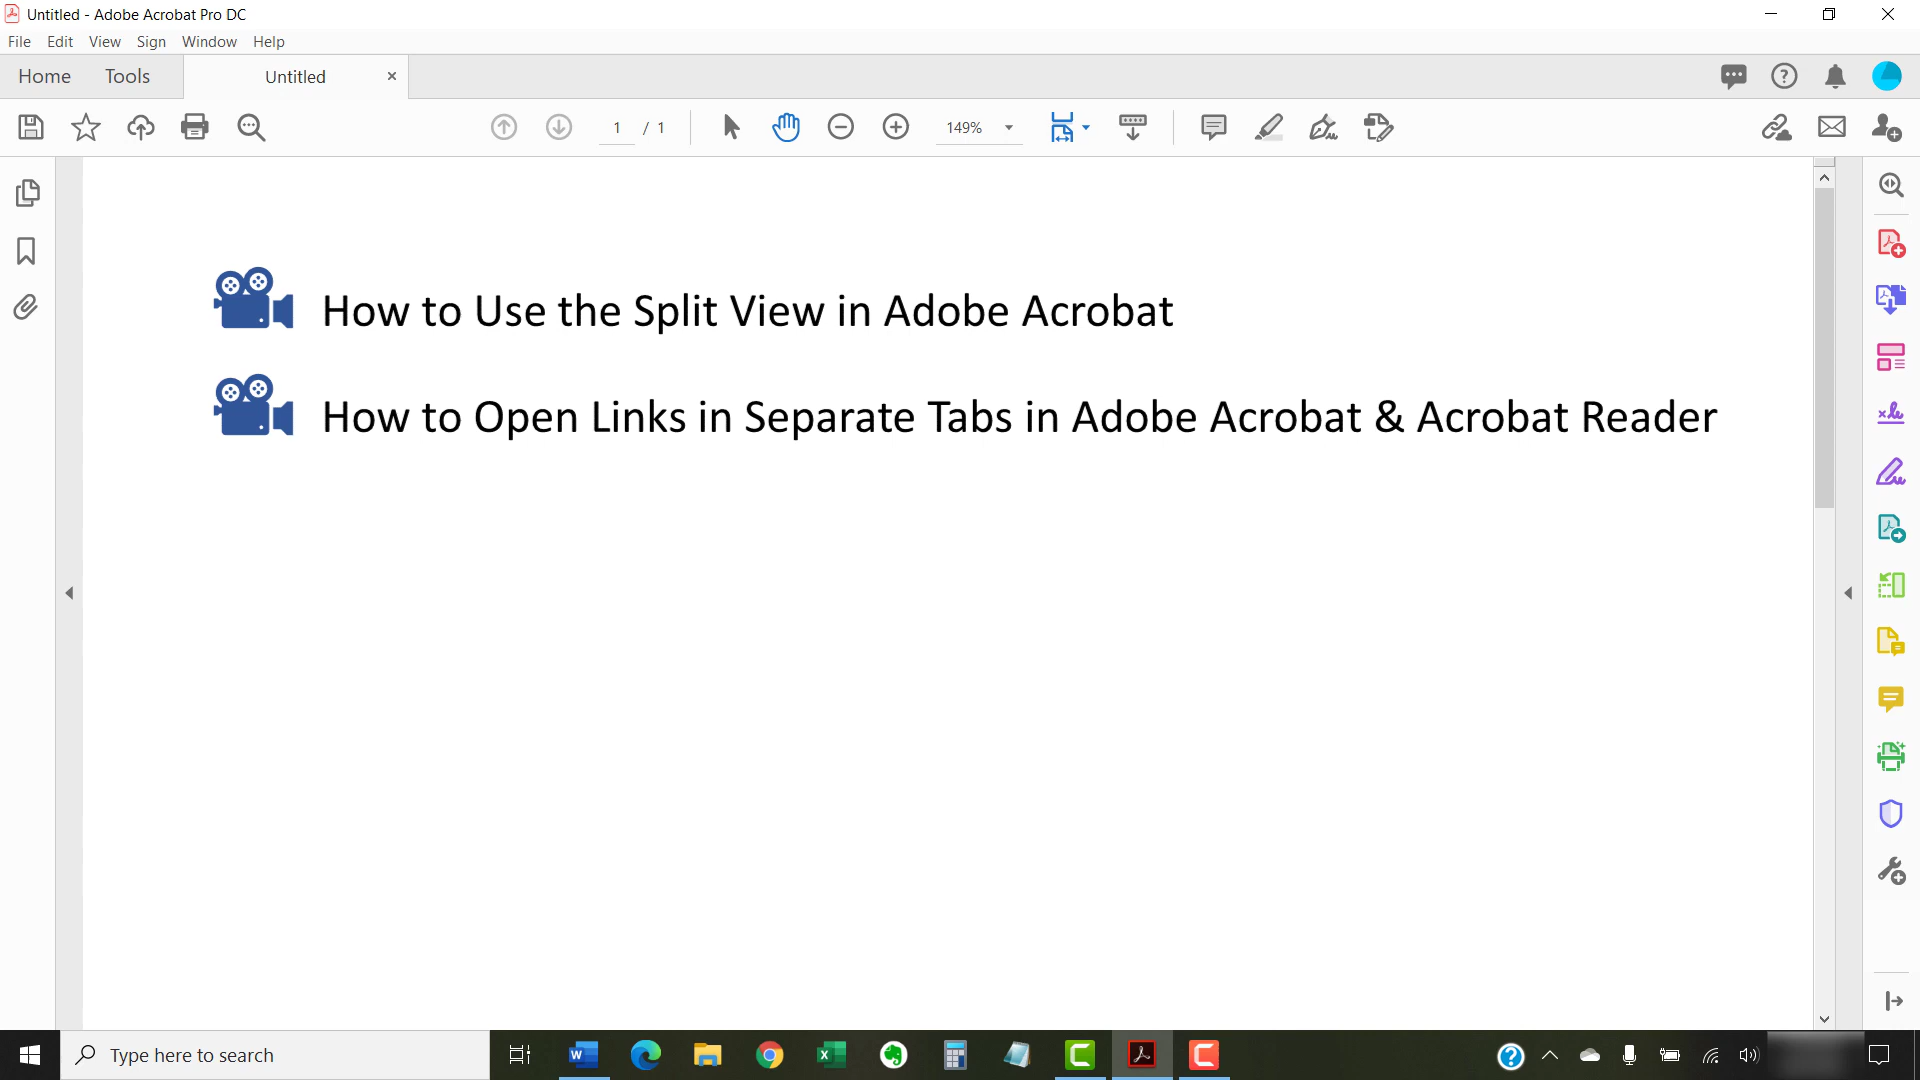 Untitled - Adobe Acrobat Pro DC
File Edit View Sign Window Help
Home Tools Untitled
1 / 1 149%
How to Use the Split View in Adobe Acrobat
How to Open Links in Separate Tabs in Adobe Acrobat & Acrobat Reader
Type here to search